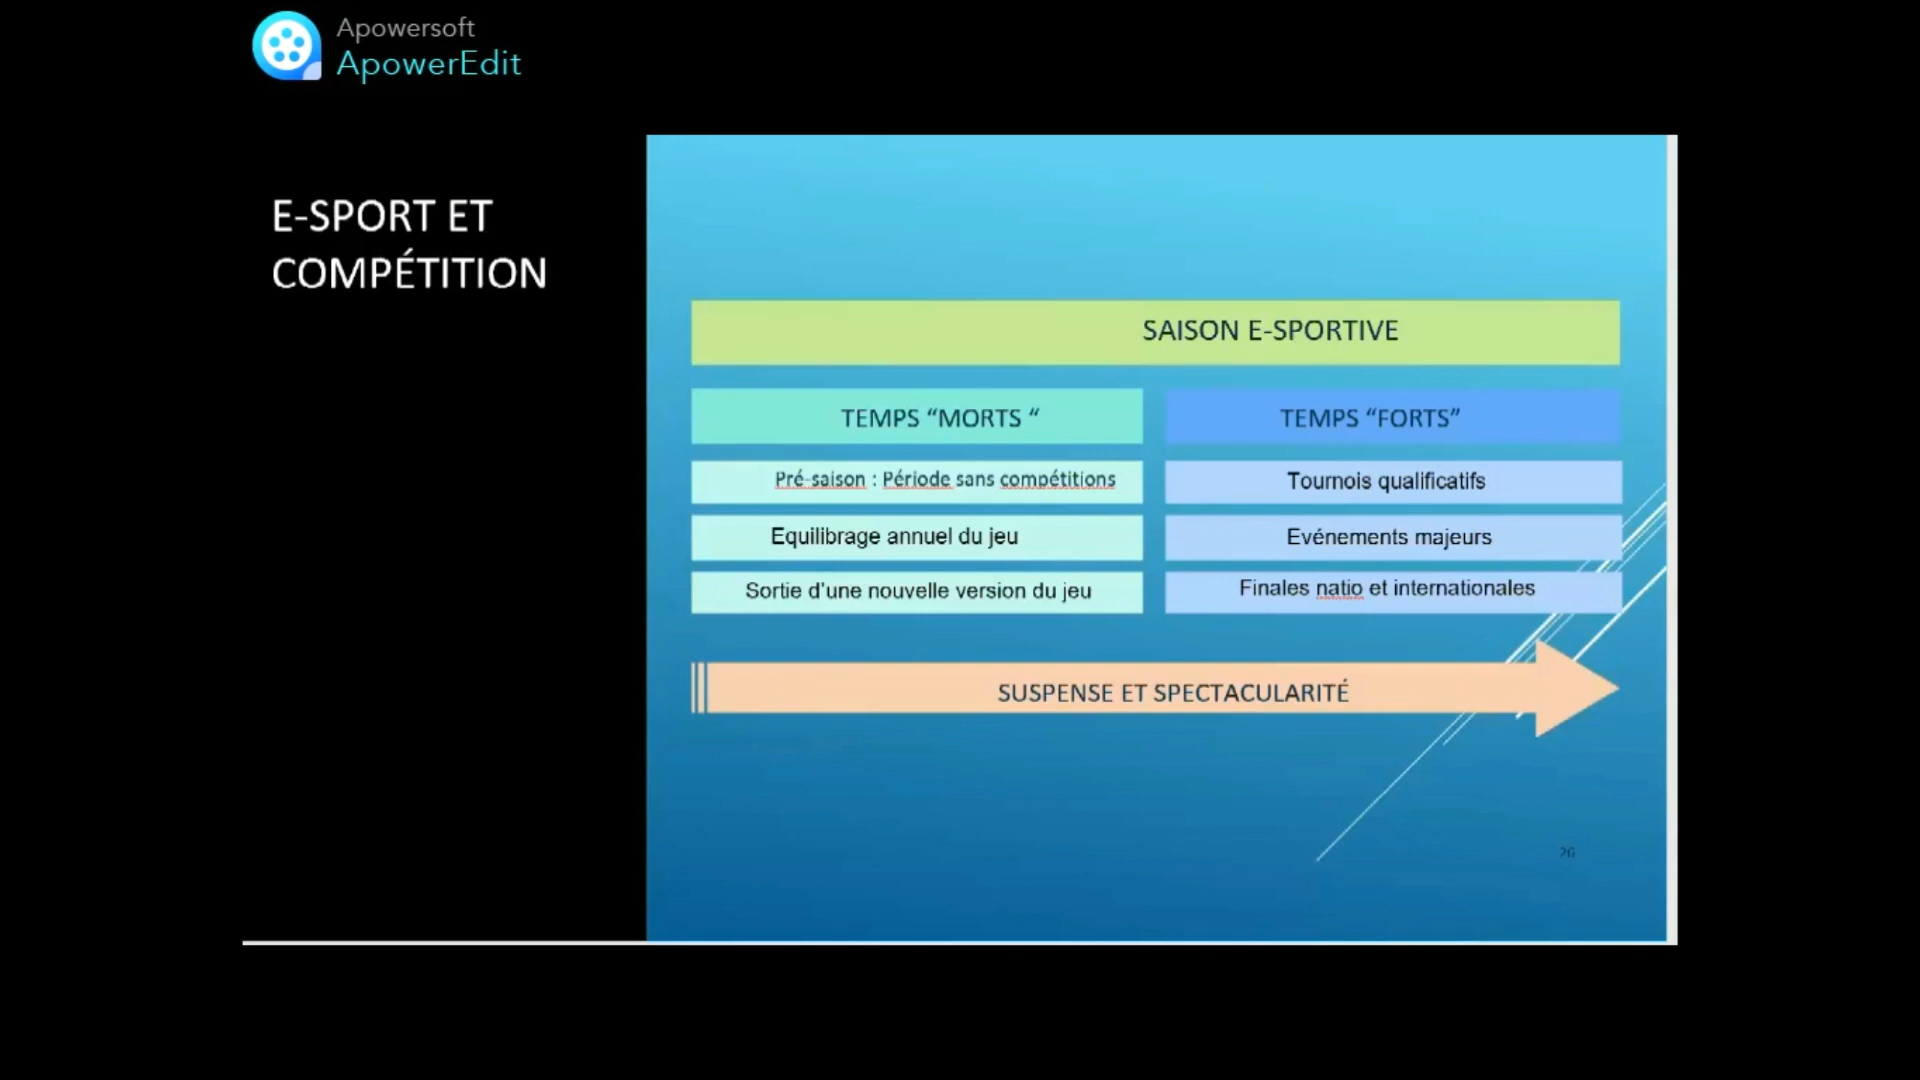 Apowersoft
ApowerEdit
E-SPORT ET
COMPÉTITION
SAISON E-SPORTIVE
TEMPS “MORTS “
TEMPS “FORTS”
Pré-saison : Période sans compétitions
Tournois qualificatifs
Equilibrage annuel du jeu
Evénements majeurs
Sortie d’une nouvelle version du jeu
Finales natio et internationales
SUSPENSE ET SPECTACULARITÉ
26